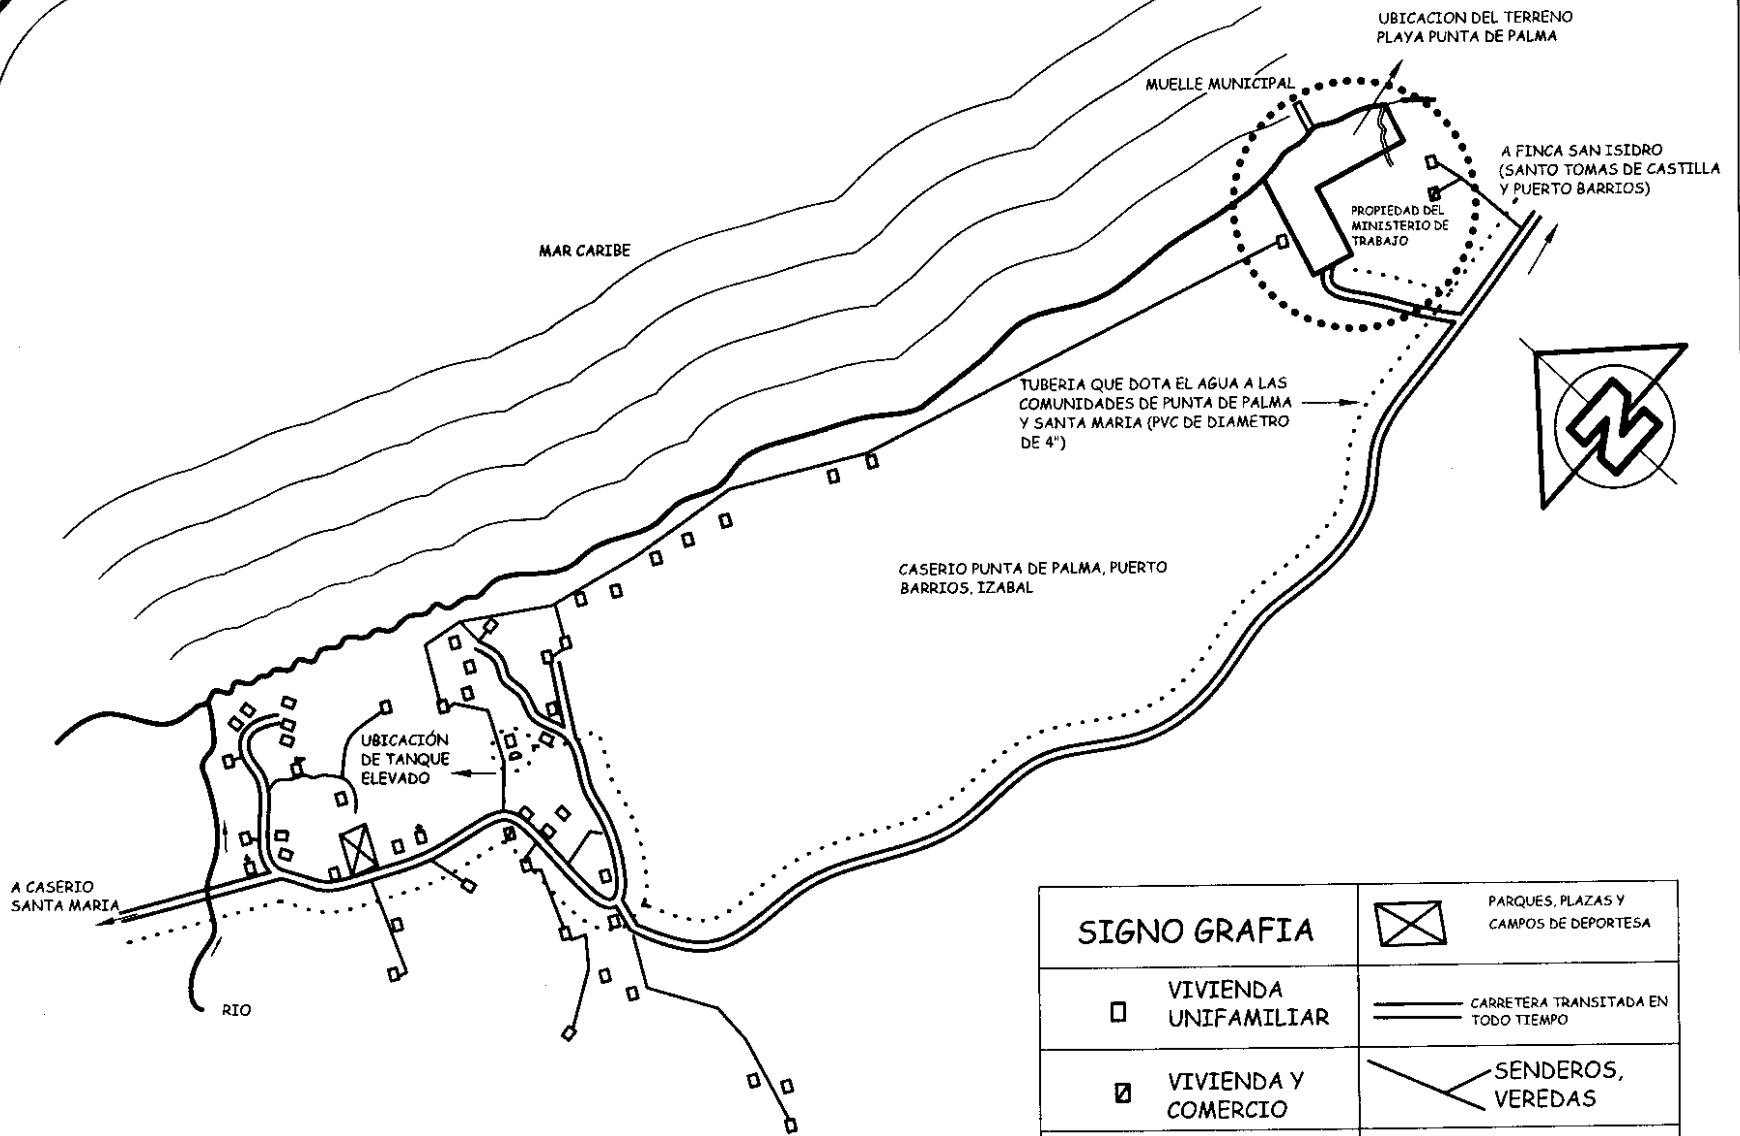 UBICACION DEL TERRENO
PLAYA PUNTA DE PALMA
MUELLE MUNICIPAL
A FINCA SAN ISIDRO
(SANTO TOMAS DE CASTILLA
Y PUERTO BARRIOS)
PROPIEDAD DEL
MINISTERIO DE
TRABAJO
MAR CARIBE
N
TUBERIA QUE DOTA EL AGUA A LAS
COMUNIDADES DE PUNTA DE PALMA
Y SANTA MARIA (PVC DE DIAMETRO
DE 4")
CASERIO PUNTA DE PALMA, PUERTO
BARRIOS, IZABAL
UBICACIÓN
DE TANQUE
ELEVADO
A CASERIO
SANTA MARIA
RIO
SIGNO GRAFIA
PARQUES, PLAZAS Y
CAMPOS DE DEPORTESA
VIVIENDA
UNIFAMILIAR
CARRETERA TRANSITADA EN
TODO TIEMPO
VIVIENDA Y
COMERCIO
SENDEROS,
VEREDAS